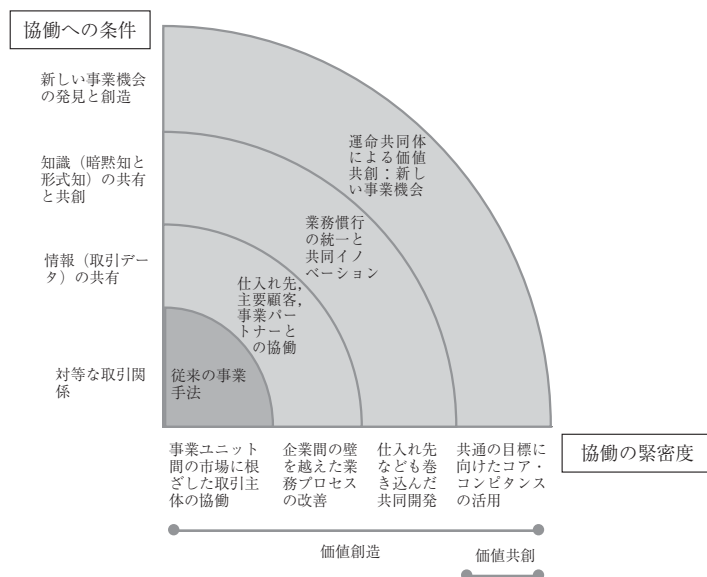 協働への条件
新しい事業機会
の発見と創造
知識（暗黙知と
形式知）の共有
と共創
情報（取引デー
タ）の共有
対等な取引関
係
運命共同体
による価値
共創：新し
い事業機会
業務慣行
の統一と
共同イノ
ベーション
仕入れ先，
主要顧客，
事業パー
トナーと
の協働
従来の事業
手法
事業ユニット
間の市場に根
ざした取引主
体の協働
企業間の壁
を越えた業
務プロセス
の改善
仕入れ先
なども巻
き込んだ
共同開発
共通の目標に
向けたコア・
コンピタンス
の活用
協働の緊密度
価値創造
価値共創